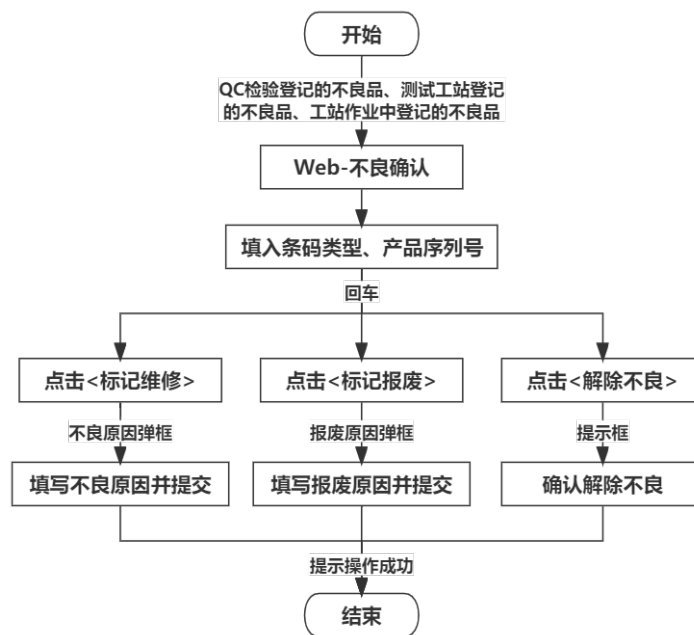 开始
QC检验登记的不良品、测试工站登记
的不良品、工站作业中登记的不良品
Web-不良确认
填入条码类型、产品序列号
回车
点击<标记维修>
点击<标记报废>
点击<解除不良>
不良原因弹框
报废原因弹框
提示框
填写不良原因并提交
填写报废原因并提交
确认解除不良
提示操作成功
结束